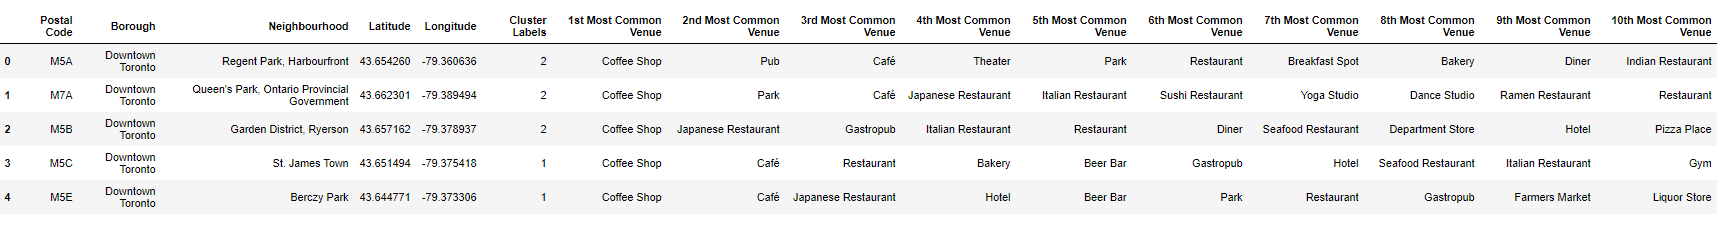 Postal Code Borough Neighbourhood Latitude Longitude Cluster Labels 1st Most Common Venue 2nd Most Common Venue 3rd Most Common Venue 4th Most Common Venue 5th Most Common Venue 6th Most Common Venue 7th Most Common Venue 8th Most Common Venue 9th Most Common Venue 10th Most Common Venue
0 M5A Downtown Toronto Regent Park, Harbourfront 43.654260 -79.360636 2 Coffee Shop Pub Café Theater Park Restaurant Breakfast Spot Bakery Diner Indian Restaurant
1 M7A Downtown Toronto Queen's Park, Ontario Provincial Government 43.662301 -79.389494 2 Coffee Shop Park Café Japanese Restaurant Italian Restaurant Sushi Restaurant Yoga Studio Dance Studio Ramen Restaurant Restaurant
2 M5B Downtown Toronto Garden District, Ryerson 43.657162 -79.378937 2 Coffee Shop Japanese Restaurant Gastropub Italian Restaurant Restaurant Diner Seafood Restaurant Department Store Hotel Pizza Place
3 M5C Downtown Toronto St. James Town 43.651494 -79.375418 1 Coffee Shop Café Restaurant Bakery Beer Bar Gastropub Hotel Seafood Restaurant Italian Restaurant Gym
4 M5E Downtown Toronto Berczy Park 43.644771 -79.373306 1 Coffee Shop Café Japanese Restaurant Hotel Beer Bar Park Restaurant Gastropub Farmers Market Liquor Store